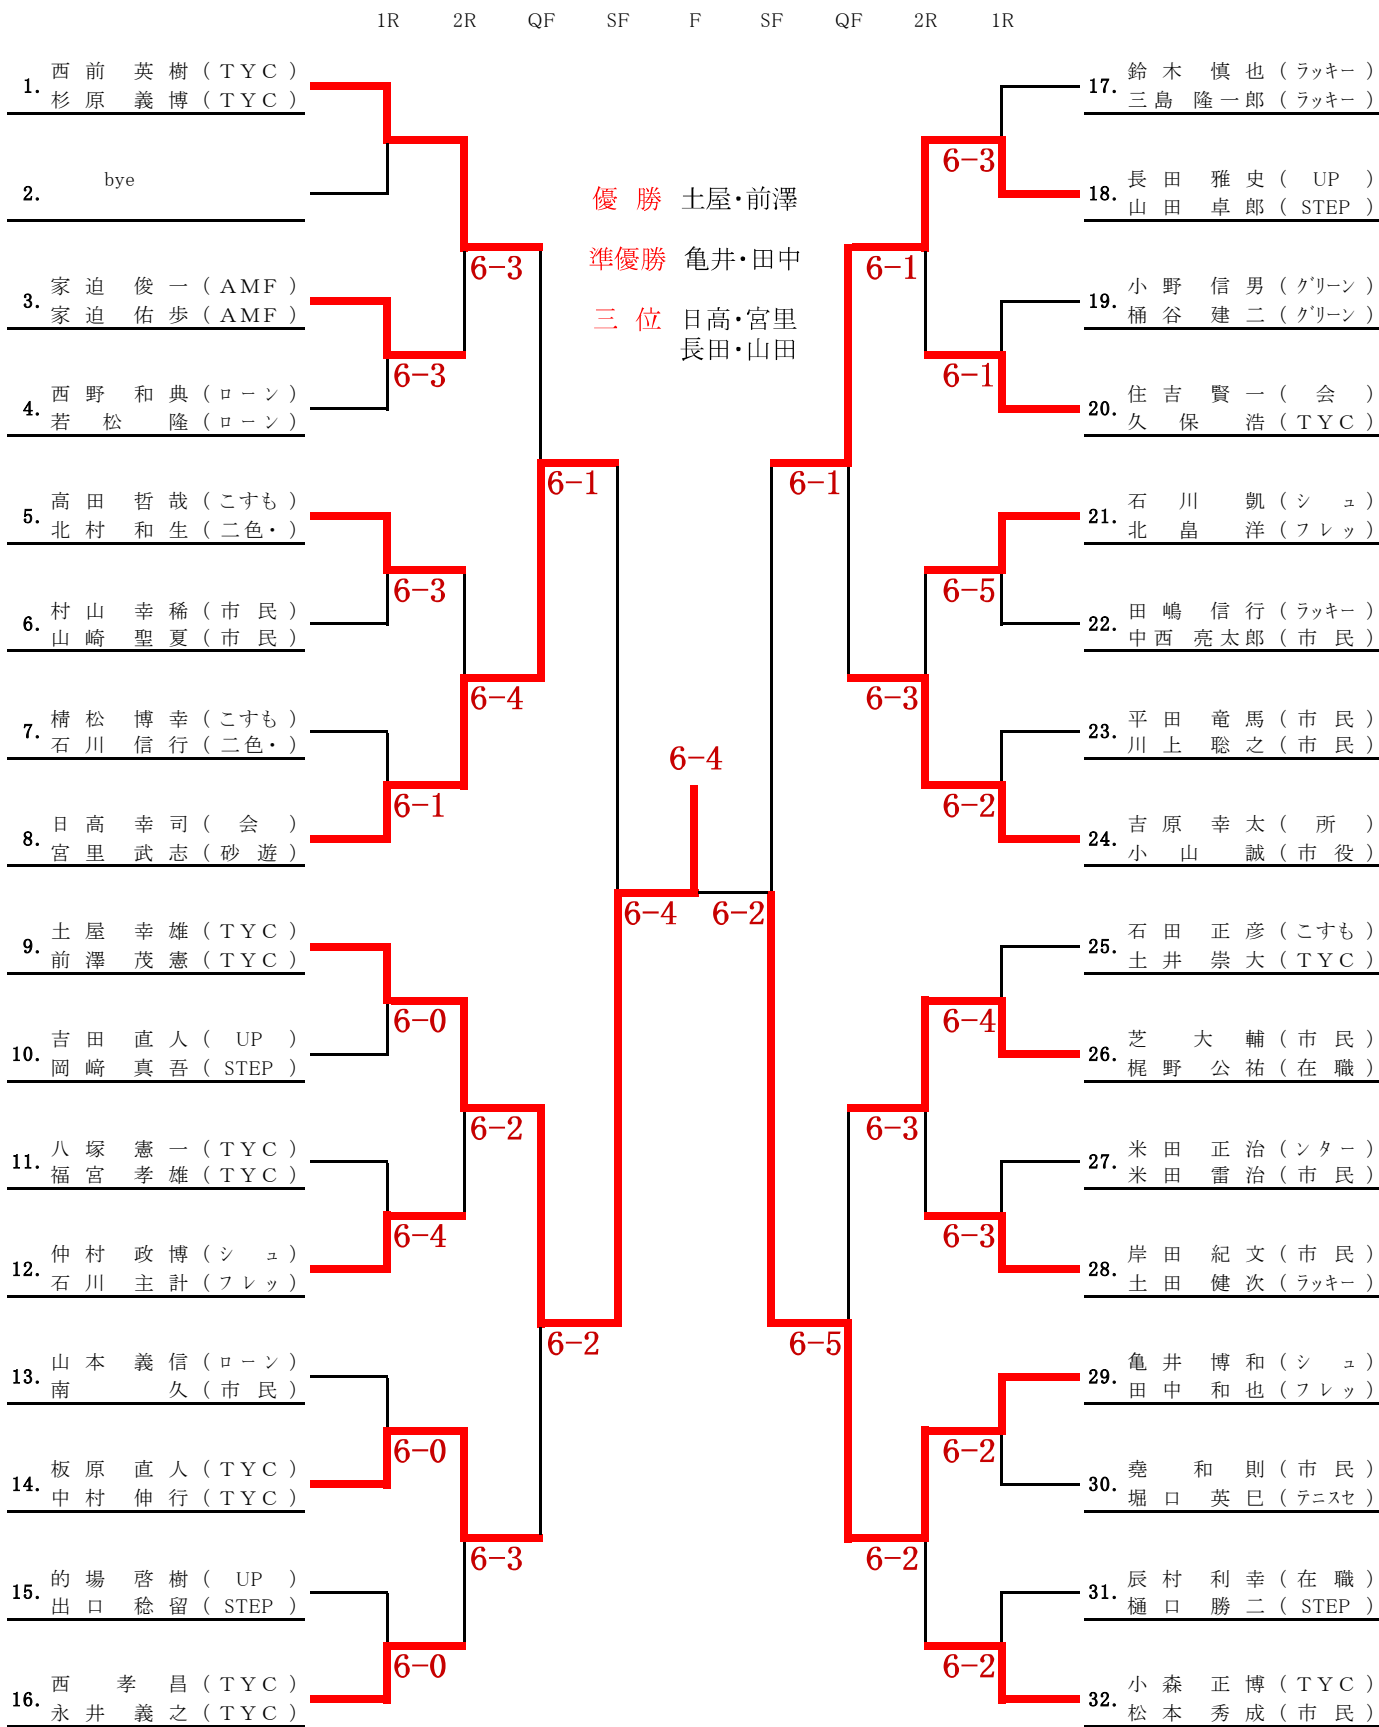 1R 2R QF SF F SF QF 2R 1R
1. 西前 英樹 (TYC)
杉原 義博 (TYC)
2. bye
3. 家迫 俊一 (AMF)
家迫 佑歩 (AMF)
4. 西野 和典 (ローン)
若松 隆 (ローン)
5. 高田 哲哉 (こすも)
北村 和生 (二色・)
6. 村山 幸稀 (市民)
山崎 聖夏 (市民)
7. 楕松 博幸 (こすも)
石川 信行 (二色・)
8. 日高 幸司 (会)
宮里 武志 (砂遊)
9. 土屋 幸雄 (TYC)
前澤 茂憲 (TYC)
10. 吉田 直人 (UP)
岡﨑 真吾 (STEP)
11. 八塚 憲一 (TYC)
福宮 孝雄 (TYC)
12. 仲村 政博 (シュ)
石川 主計 (フレッ)
13. 山本 義信 (ローン)
南 久 (市民)
14. 板原 直人 (TYC)
中村 伸行 (TYC)
15. 的場 啓樹 (UP)
出口 稔留 (STEP)
16. 西 孝昌 (TYC)
永井 義之 (TYC)
6-3
6-3
6-1
6-0
6-4
6-0
6-0
6-3
6-4
6-2
6-3
6-1
6-2
6-4
優勝 土屋・前澤
準優勝 亀井・田中
三位 日高・宮里
長田・山田
6-4
6-2
6-1
6-5
6-1
6-3
6-3
6-2
6-3
6-1
6-5
6-2
6-4
6-3
6-2
6-2
17. 鈴木 慎也 (ラッキー)
三島 隆一郎 (ラッキー)
18. 長田 雅史 (UP)
山田 卓郎 (STEP)
19. 小野 信男 (グリーン)
桶谷 建二 (グリーン)
20. 住吉 賢一 (会)
久保 浩 (TYC)
21. 石川 凱 (シュ)
北畠 洋 (フレッ)
22. 田嶋 信行 (ラッキー)
中西 亮太郎 (市民)
23. 平田 竜馬 (市民)
川上 聡之 (市民)
24. 吉原 幸太 (所)
小山 誠 (市役)
25. 石田 正彦 (こすも)
土井 崇大 (TYC)
26. 芝 大輔 (市民)
梶野 公祐 (在職)
27. 米田 正治 (ンター)
米田 雷治 (市民)
28. 岸田 紀文 (市民)
土田 健次 (ラッキー)
29. 亀井 博和 (シュ)
田中 和也 (フレッ)
30. 堯 和則 (市民)
堀口 英巳 (テニスセ)
31. 辰村 利幸 (在職)
樋口 勝二 (STEP)
32. 小森 正博 (TYC)
松本 秀成 (市民)